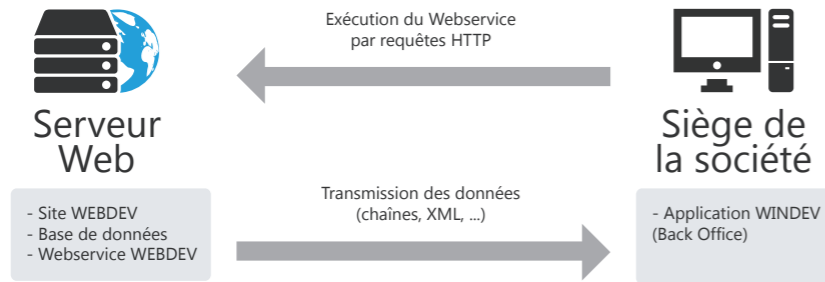 Exécution du Webservice
par requêtes HTTP
Serveur
Web
- Site WEBDEV
- Base de données
- Webservice WEBDEV
Transmission des données
(chaînes, XML, ...)
Siège de
la société
- Application WINDEV
(Back Office)